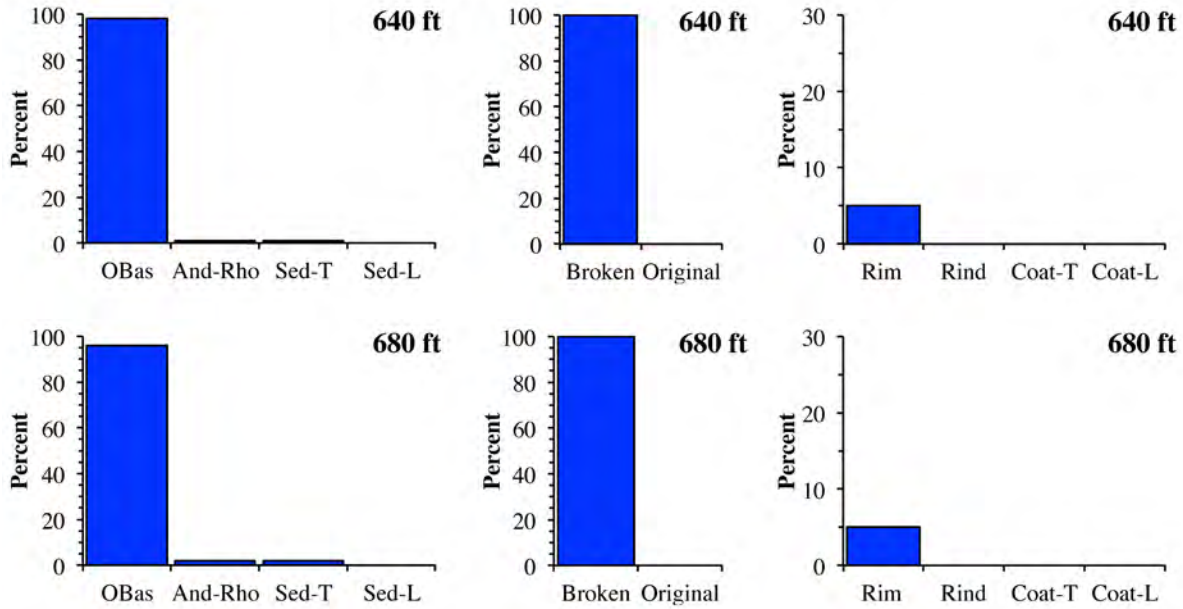 640 ft
Percent
100
80
60
40
20
0
OBas And-Rho Sed-T Sed-L
640 ft
Percent
100
80
60
40
20
0
Broken Original
640 ft
Percent
30
20
10
0
Rim Rind Coat-T Coat-L
680 ft
Percent
100
80
60
40
20
0
OBas And-Rho Sed-T Sed-L
680 ft
Percent
100
80
60
40
20
0
Broken Original
680 ft
Percent
30
20
10
0
Rim Rind Coat-T Coat-L